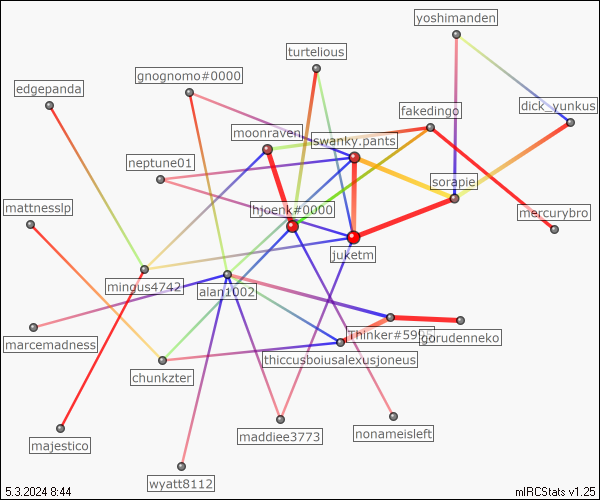 yoshimanden
turtelious
gnognomo#0000
edgepanda
fakedingo
dick_yunkus
moonraven
swanky.pants
neptune01
sorapie
mattnesslp
hjoenk#0000
mercurybro
juketm
mingus4742
alan1002
marcemadness
Thinker#599
gorudenneko
thiccusboiusalexusjoneus
chunkzter
maddiee3773
nonameisleft
majestico
wyatt8112
5.3.2024 8:44
mIRCStats v1.25